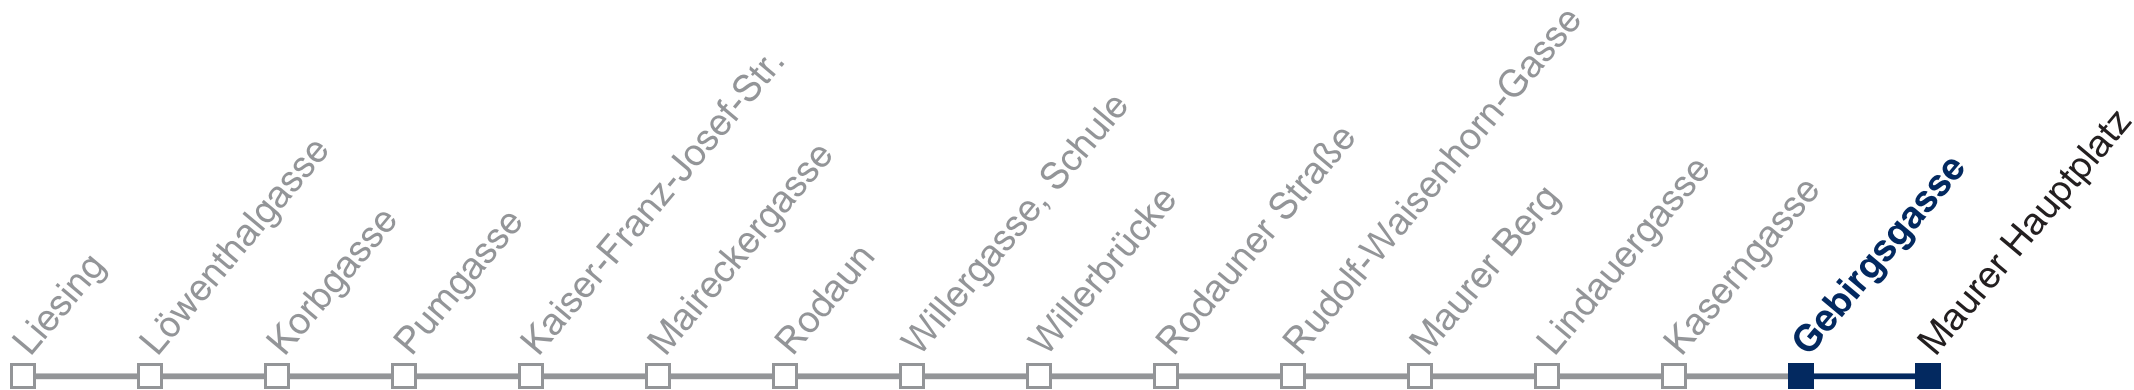 Liesing
Löwenthalgasse
Korbgasse
Pumgasse
Kaiser-Franz-Josef-Str.
Maireckergasse
Rodaun
Willergasse, Schule
Willerbrücke
Rodauner Straße
Rudolf-Waisenhorn-Gasse
Maurer Berg
Lindauergasse
Kaserngasse
Gebirgsgasse
Maurer Hauptplatz